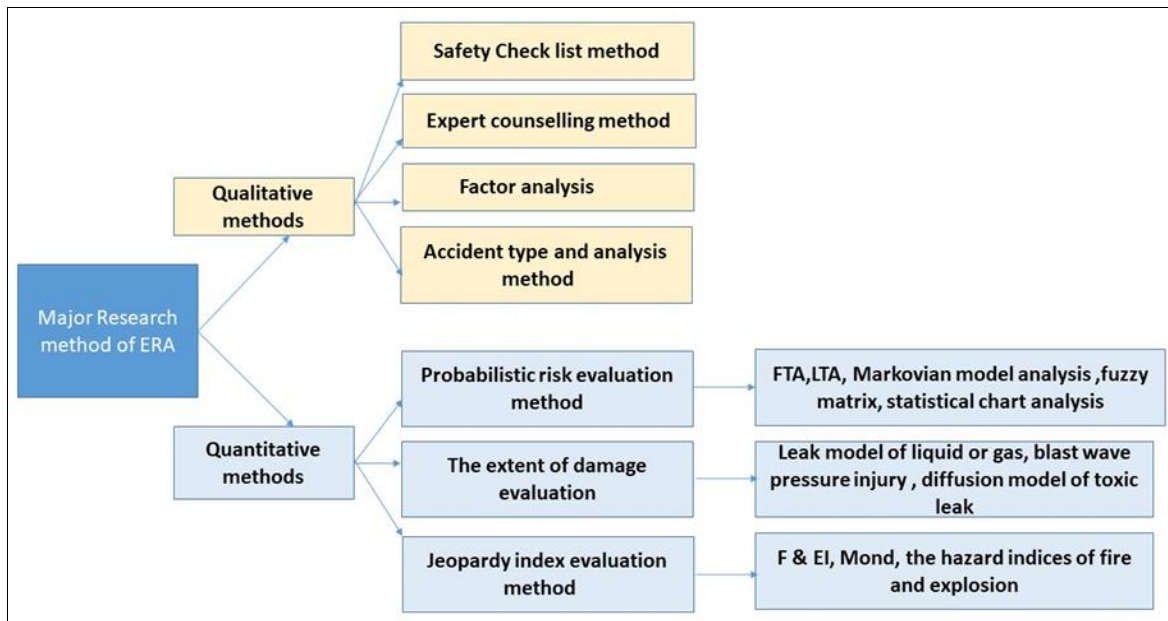 Safety Check list method
Expert counselling method
Factor analysis
Accident type and analysis
method
Qualitative
methods
Major Research
method of ERA
Quantitative
methods
Probabilistic risk evaluation
method
The extent of damage
evaluation
Jeopardy index evaluation
method
FTA,LTA, Markovian model analysis ,fuzzy
matrix, statistical chart analysis
Leak model of liquid or gas, blast wave
pressure injury , diffusion model of toxic
leak
F & EI, Mond, the hazard indices of fire
and explosion